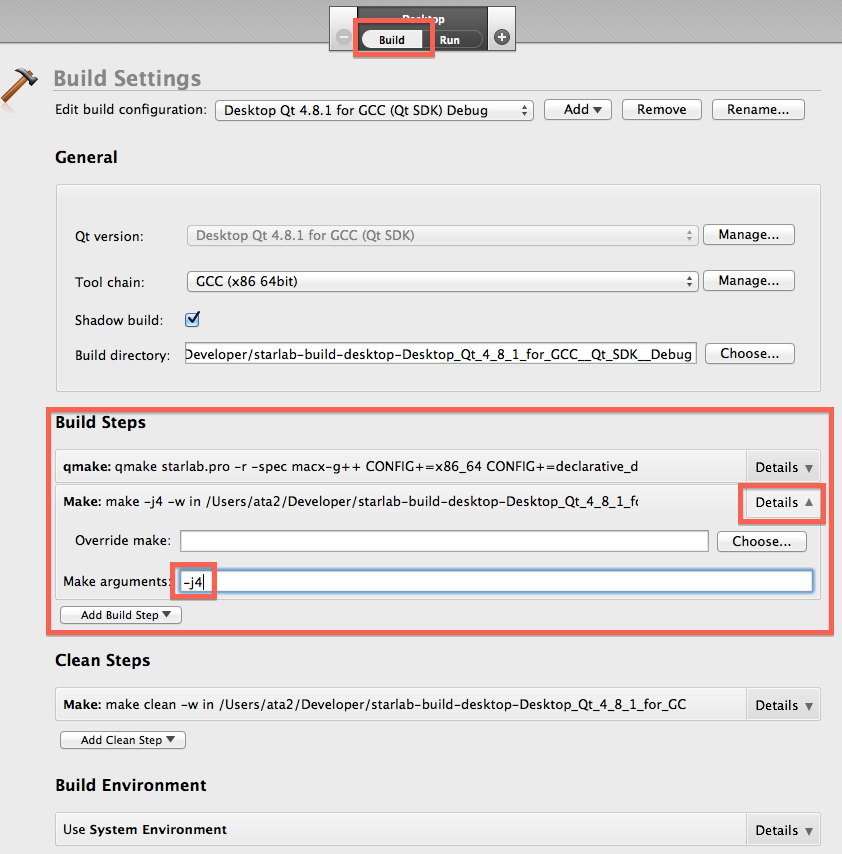 Desktop
Build Run
Build Settings
Edit build configuration: Desktop Qt 4.8.1 for GCC (Qt SDK) Debug Add Remove Rename...
General
Qt version: Desktop Qt 4.8.1 for GCC (Qt SDK) Manage...
Tool chain: GCC (x86 64bit) Manage...
Shadow build:
Build directory: Developer/starlab-build-desktop-Desktop_Qt_4_8_1_for_GCC__Qt_SDK__Debug Choose...
Build Steps
qmake: qmake starlab.pro -r -spec macx-g++ CONFIG+=x86_64 CONFIG+=declarative_d Details
Make: make -j4 -w in /Users/ata2/Developer/starlab-build-desktop-Desktop_Qt_4_8_1_fo Details
Override make: Choose...
Make arguments: -j4
Add Build Step
Clean Steps
Make: make clean -w in /Users/ata2/Developer/starlab-build-desktop-Desktop_Qt_4_8_1_for_GC Details
Add Clean Step
Build Environment
Use System Environment Details